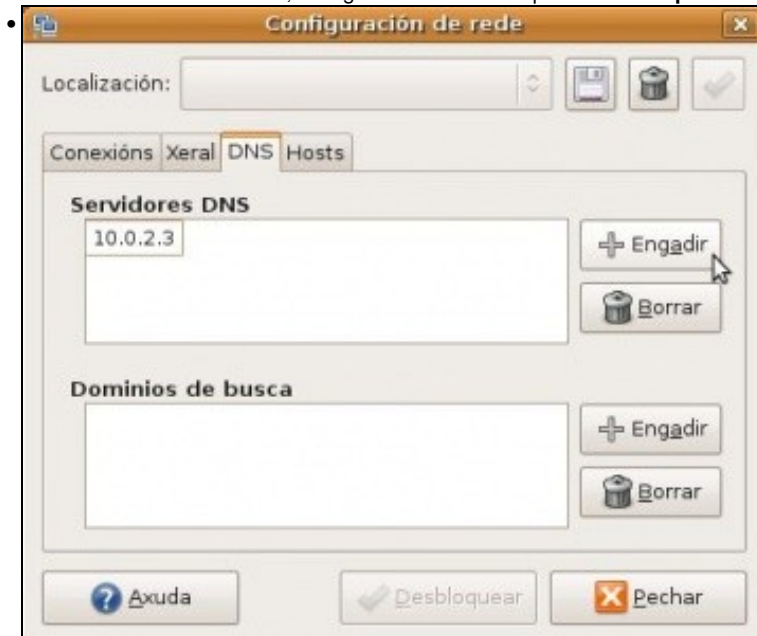 Configuración de rede
Localización:
Conexións Xeral DNS Hosts
Servidores DNS
10.0.2.3
Engadir
Borrar
Dominios de busca
Engadir
Borrar
Axuda Desbloquear Pechar